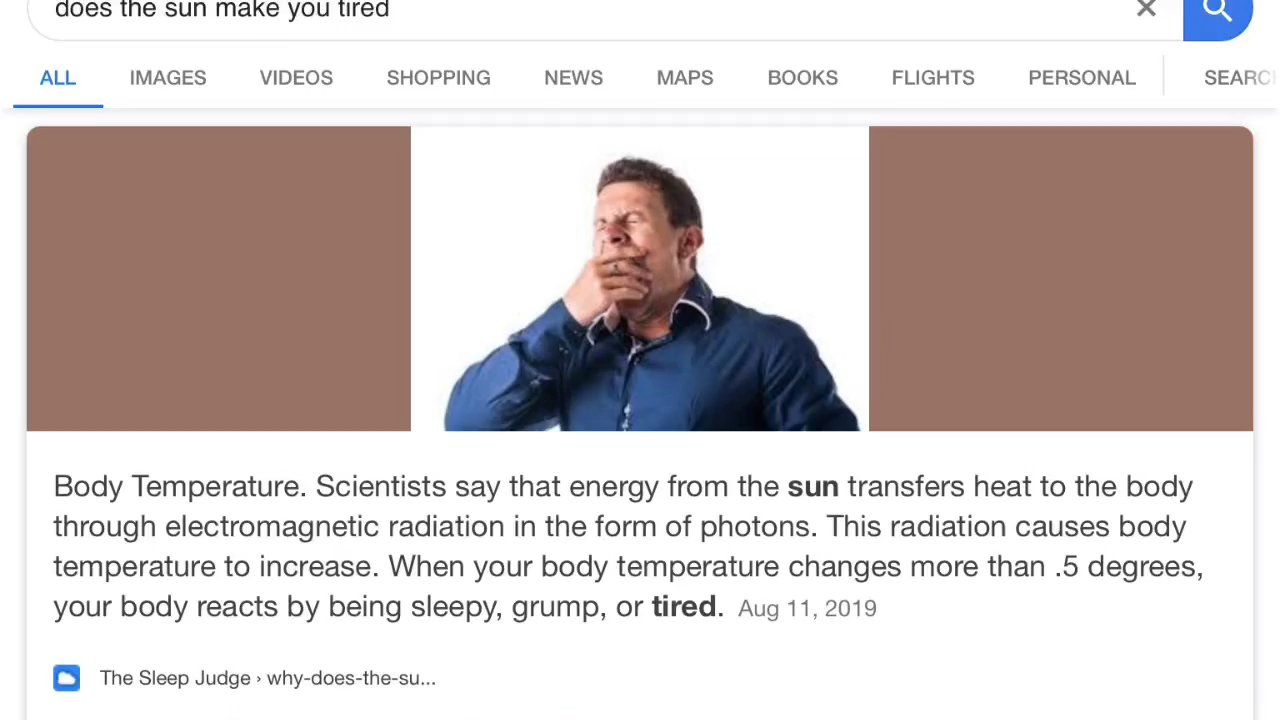 does the sun make you tired
ALL IMAGES VIDEOS SHOPPING NEWS MAPS BOOKS FLIGHTS PERSONAL SEARC
Body Temperature. Scientists say that energy from the sun transfers heat to the body
through electromagnetic radiation in the form of photons. This radiation causes body
temperature to increase. When your body temperature changes more than .5 degrees,
your body reacts by being sleepy, grump, or tired. Aug 11, 2019
The Sleep Judge › why-does-the-su...